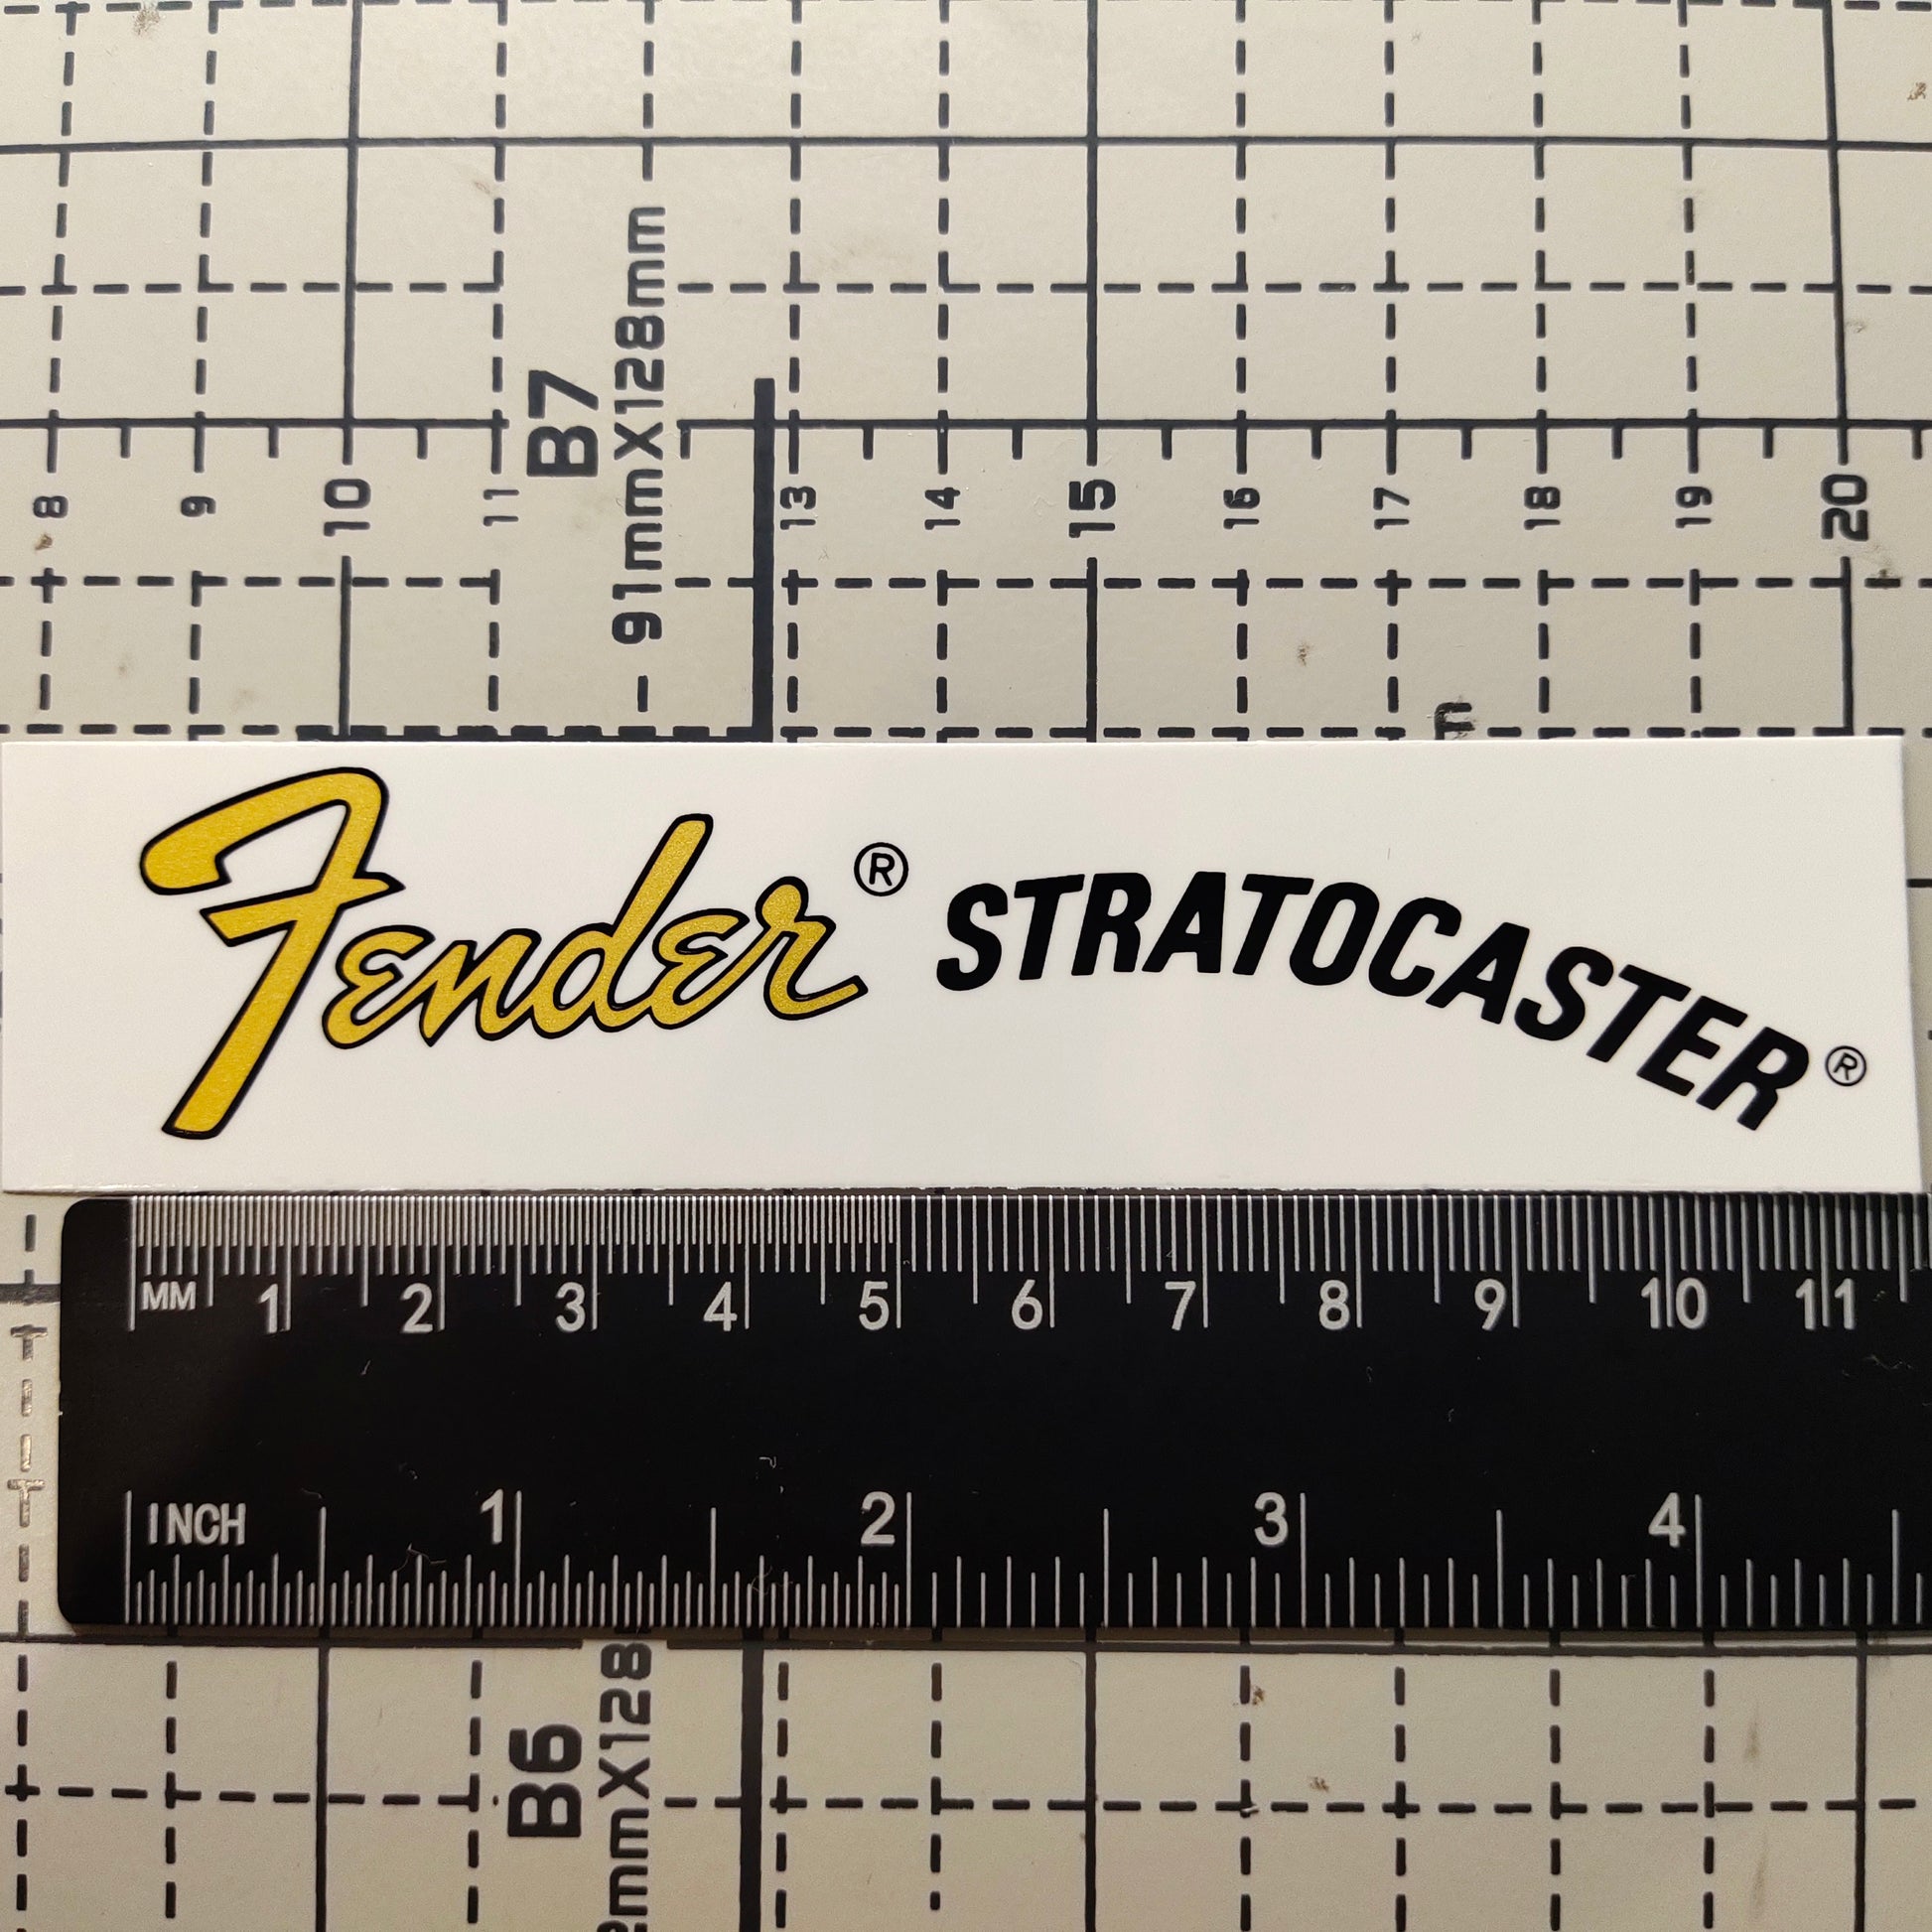 8 9 10 11 13 14 15 16 17 18 19 20
B7
91mmX128mm
Fender® STRATOCASTER®
MM 1 2 3 4 5 6 7 8 9 10 11
INCH 1 2 3 4
B6
mmX128